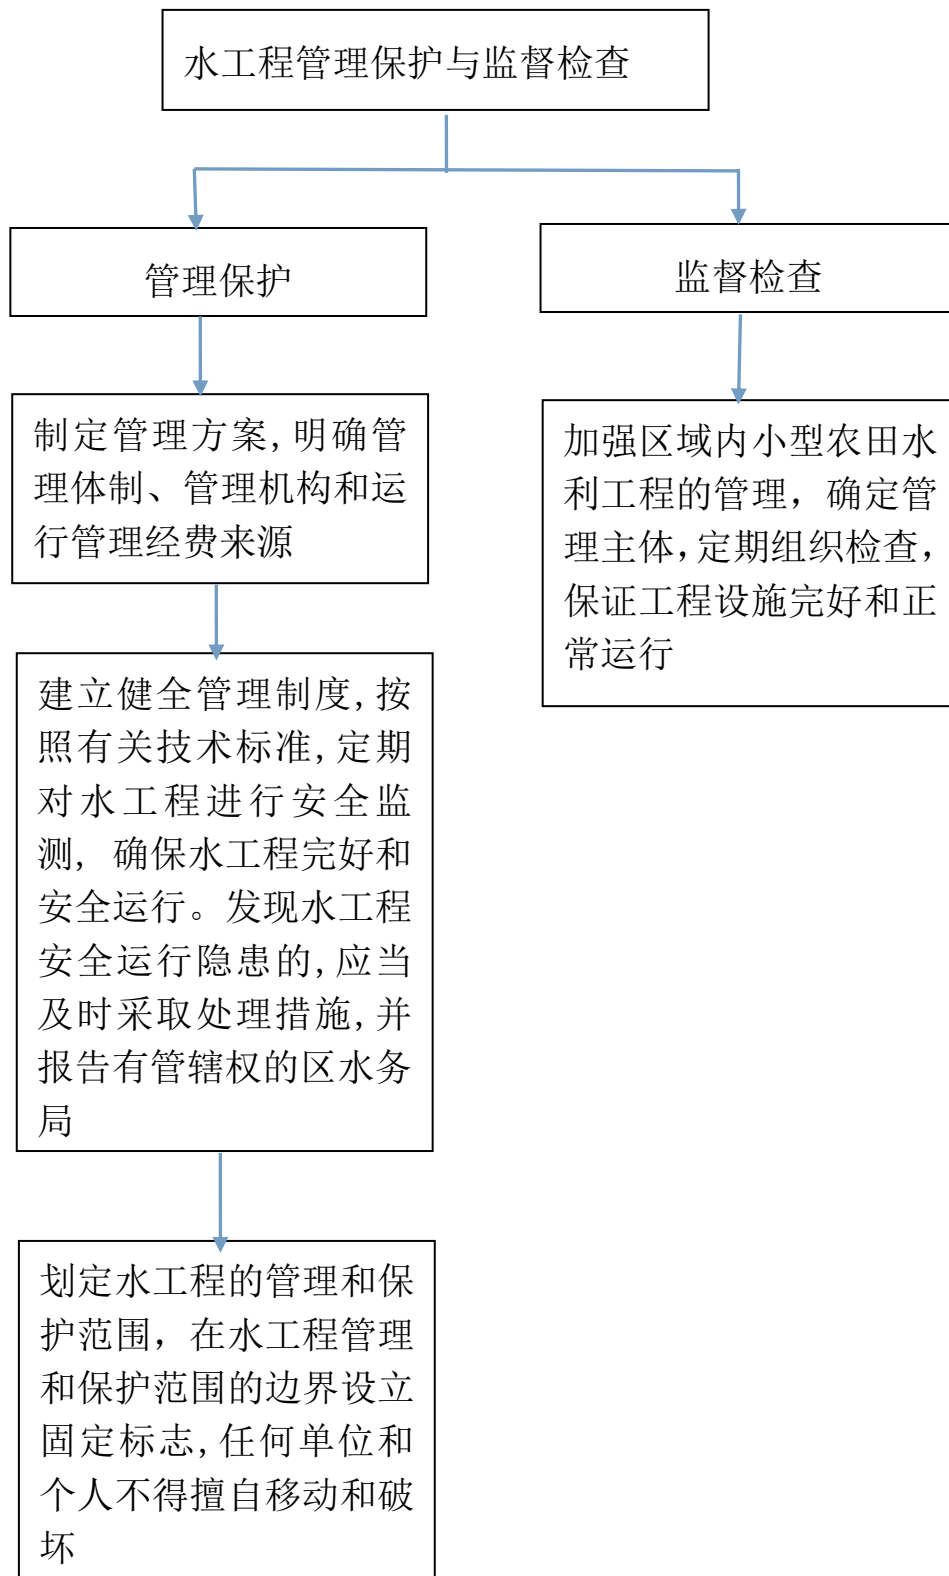 水工程管理保护与监督检查
管理保护
监督检查
制定管理方案,明确管
理体制、管理机构和运
行管理经费来源
加强区域内小型农田水
利工程的管理，确定管
理主体,定期组织检查，
保证工程设施完好和正
常运行
建立健全管理制度,按
照有关技术标准,定期
对水工程进行安全监
测, 确保水工程完好和
安全运行。发现水工程
安全运行隐患的,应当
及时采取处理措施,并
报告有管辖权的区水务
局
划定水工程的管理和保
护范围，在水工程管理
和保护范围的边界设立
固定标志,任何单位和
个人不得擅自移动和破
坏